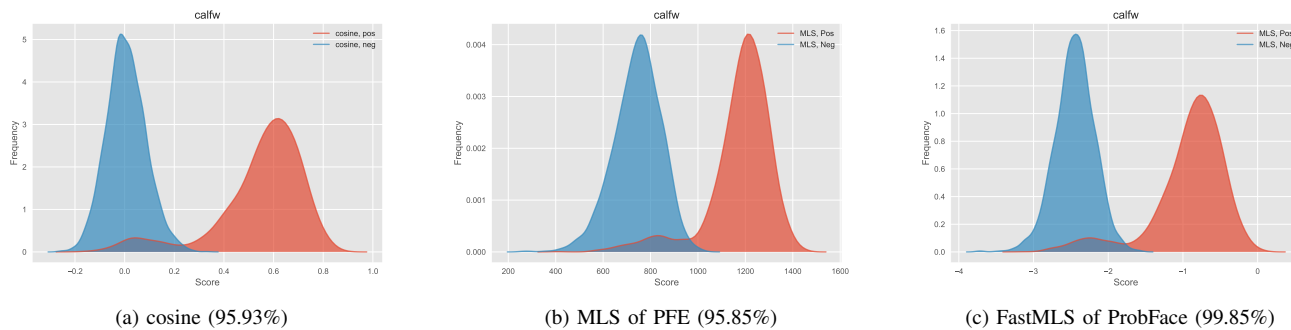 calfw
cosine, pos
cosine, neg
5
4
3
2
1
0
Frequency
−0.2
0.0
0.2
0.4
0.6
0.8
1.0
Score
(a) cosine (95.93%)
calfw
MLS, Pos
MLS, Neg
0.004
0.003
0.002
0.001
0.000
Frequency
200
400
600
800
1000
1200
1400
1600
Score
(b) MLS of PFE (95.85%)
calfw
MLS, Pos
MLS, Neg
1.6
1.4
1.2
1.0
0.8
0.6
0.4
0.2
0.0
Frequency
−4
−3
−2
−1
0
Score
(c) FastMLS of ProbFace (99.85%)